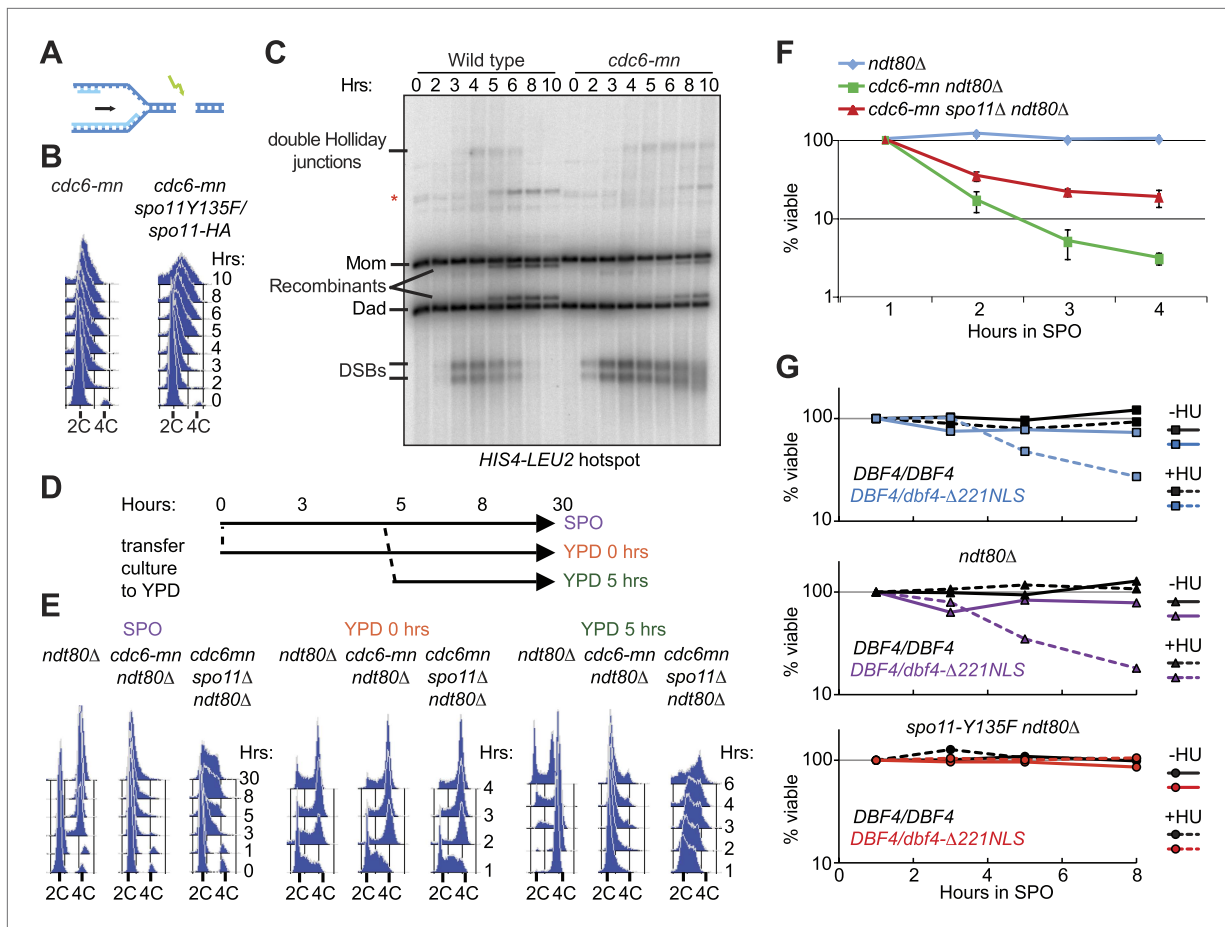 A
B
cdc6-mn
cdc6-mn
spo11Y135F/
spo11-HA
Hrs:
10
8
6
5
4
3
2
0
2C 4C
2C 4C
C
Wild type
cdc6-mn
Hrs: 0 2 3 4 5 6 8 10 0 2 3 4 5 6 8 10
double Holliday
junctions
*
Mom
Recombinants
Dad
DSBs
HIS4-LEU2 hotspot
D
Hours: 0 3 5 8 30
SPO
transfer
culture
to YPD
YPD 0 hrs
YPD 5 hrs
E
SPO
ndt80Δ
cdc6-mn
ndt80Δ
cdc6mn
spo11Δ
ndt80Δ
Hrs:
30
8
5
3
1
0
2C 4C
2C 4C
2C 4C
YPD 0 hrs
ndt80Δ
cdc6-mn
ndt80Δ
cdc6-mn
spo11Δ
ndt80Δ
Hrs:
4
3
2
1
2C 4C
2C 4C
2C 4C
YPD 5 hrs
ndt80Δ
cdc6-mn
ndt80Δ
cdc6mn
spo11Δ
ndt80Δ
Hrs:
6
4
3
2
1
2C 4C
2C 4C
2C 4C
F
ndt80Δ
cdc6-mn ndt80Δ
cdc6-mn spo11Δ ndt80Δ
% viable
100
10
1
1 2 3 4
Hours in SPO
G
% viable
100
10
DBF4/DBF4
DBF4/dbf4-Δ221NLS
-HU
+HU
ndt80Δ
% viable
100
10
DBF4/DBF4
DBF4/dbf4-Δ221NLS
-HU
+HU
spo11-Y135F ndt80Δ
% viable
100
10
DBF4/DBF4
DBF4/dbf4-Δ221NLS
-HU
+HU
0 2 4 6 8
Hours in SPO